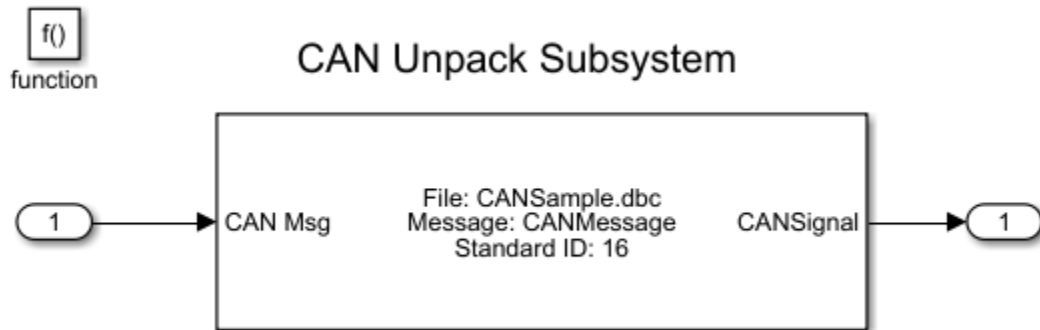 f()
function
CAN Unpack Subsystem
1
CAN Msg
File: CANSample.dbc
Message: CANMessage
Standard ID: 16
CANSignal
1